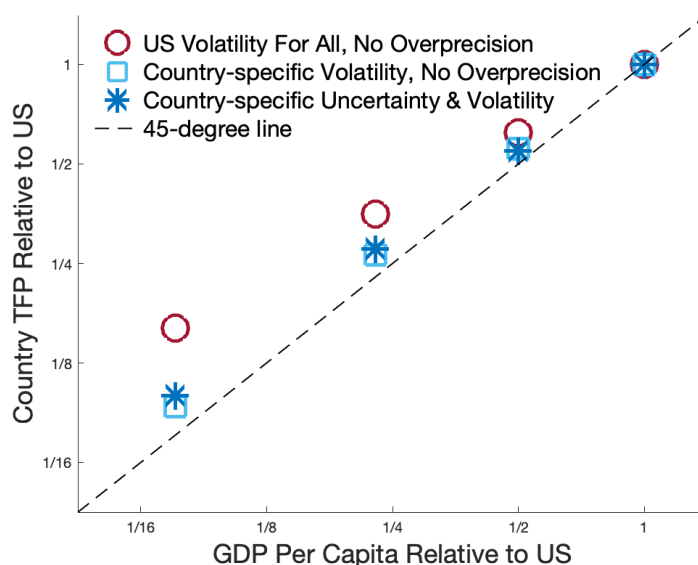 US Volatility For All, No Overprecision
Country-specific Volatility, No Overprecision
Country-specific Uncertainty & Volatility
45-degree line
Country TFP Relative to US
1
1/2
1/4
1/8
1/16
1/16
1/8
1/4
1/2
1
GDP Per Capita Relative to US